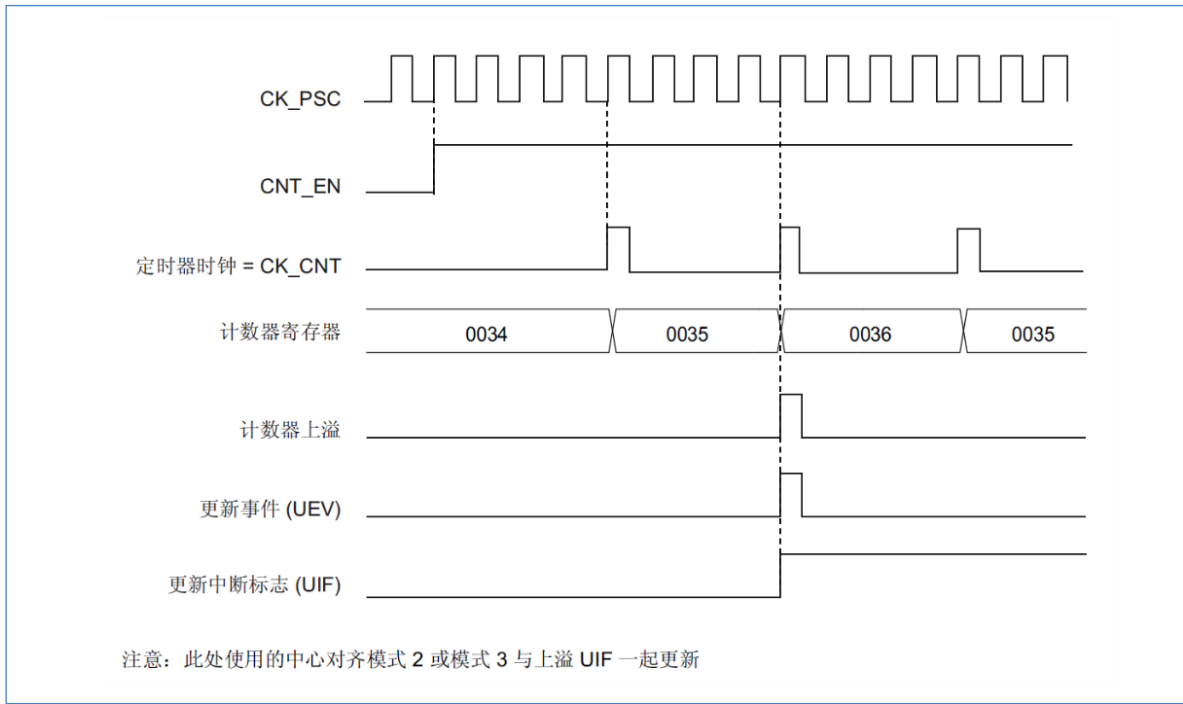 CK_PSC
CNT_EN
定时器时钟 = CK_CNT
计数器寄存器
0034
0035
0036
0035
计数器上溢
更新事件 (UEV)
更新中断标志 (UIF)
注意：此处使用的中心对齐模式 2 或模式 3 与上溢 UIF 一起更新